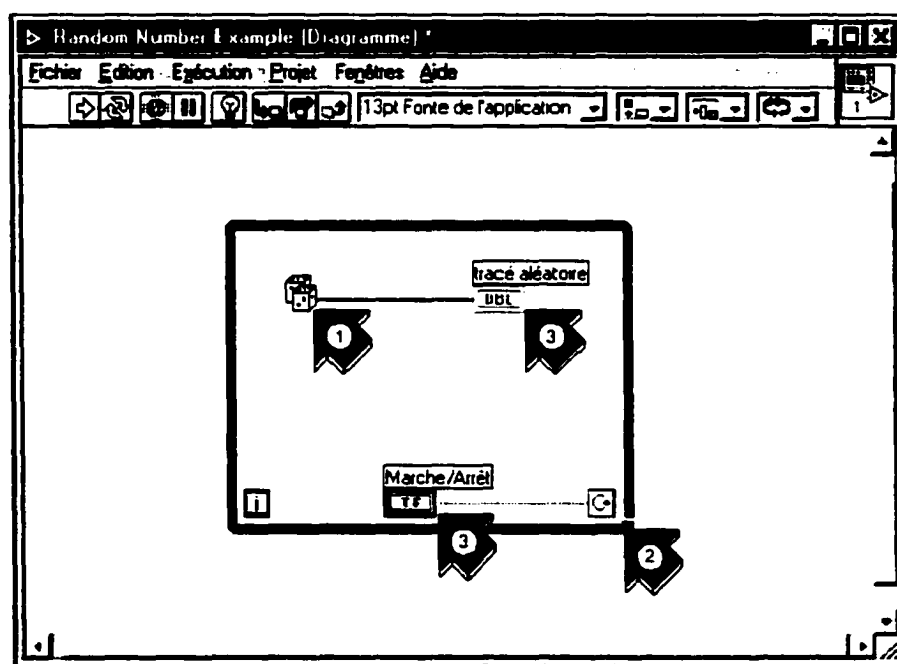 Random Number Example (Diagramme) *
Fichier Edition Exécution Projet Fenêtres Aide
13pt Fonte de l'application
1
tracé aléatoire
DBL
1
3
Marche/Arrêt
TF
i
3
2